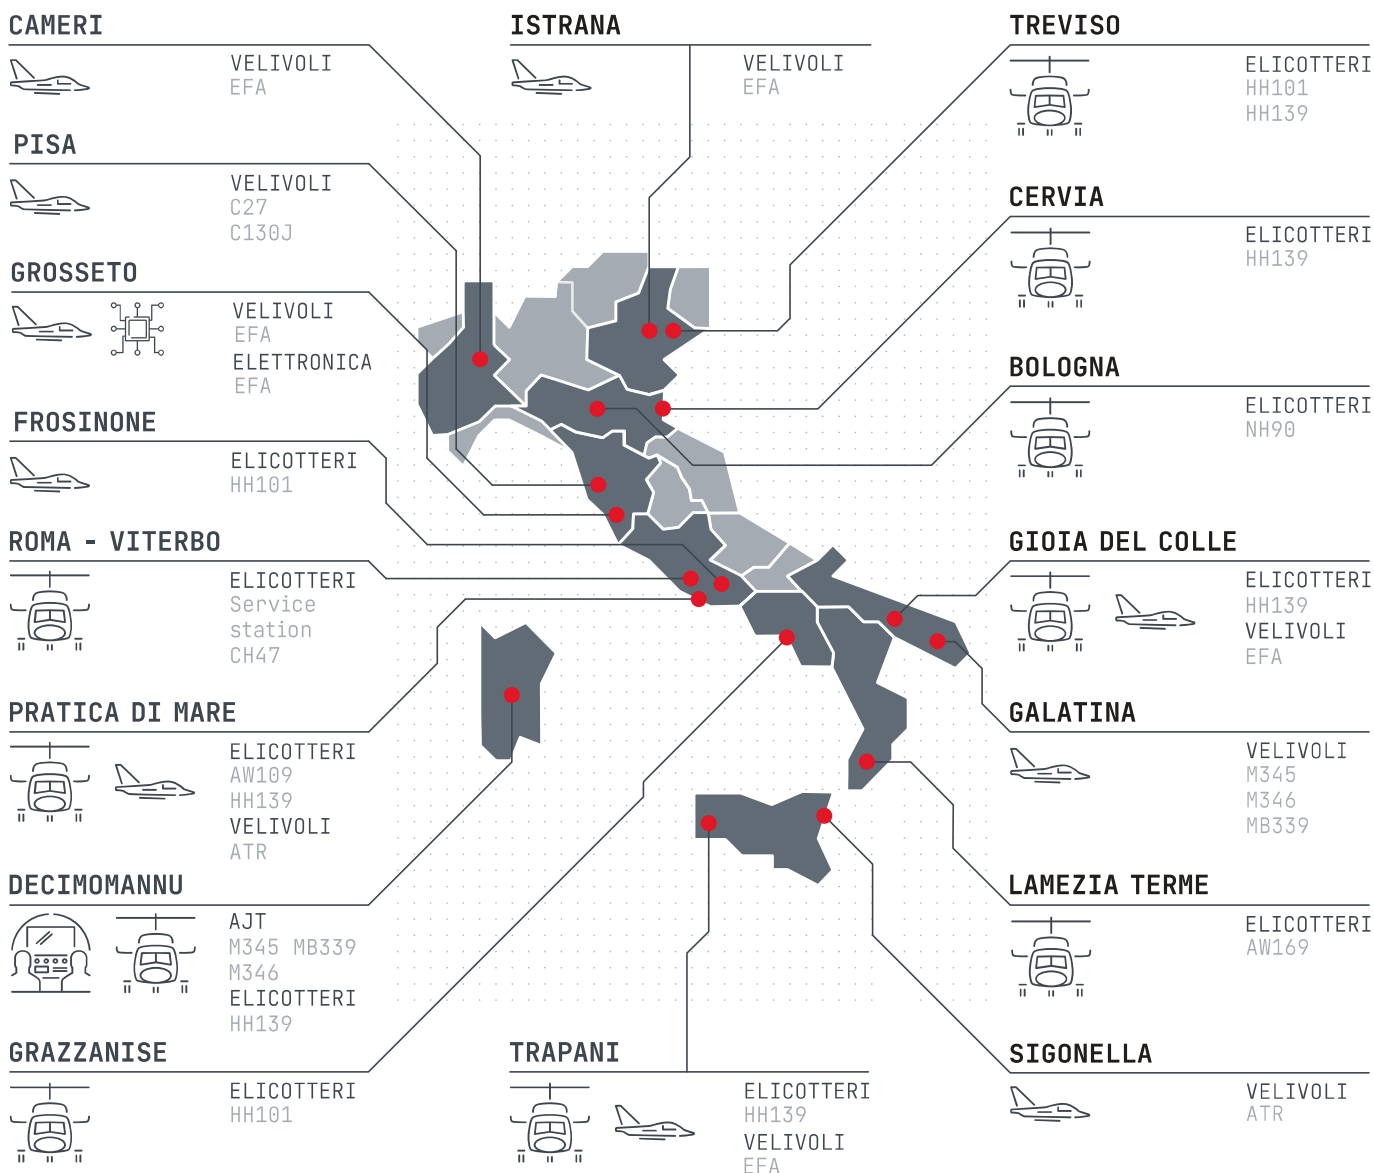 CAMERI
VELIVOLI
EFA
PISA
VELIVOLI
C27
C130J
GROSSETO
VELIVOLI
EFA
ELETTRONICA
EFA
FROSINONE
ELICOTTERI
HH101
ROMA - VITERBO
ELICOTTERI
Service
station
CH47
PRATICA DI MARE
ELICOTTERI
AW109
HH139
VELIVOLI
ATR
DECIMOMANNU
AJT
M345 MB339
M346
ELICOTTERI
HH139
GRAZZANISE
ELICOTTERI
HH101
ISTRANA
VELIVOLI
EFA
TRAPANI
ELICOTTERI
HH139
VELIVOLI
EFA
TREVISO
ELICOTTERI
HH101
HH139
CERVIA
ELICOTTERI
HH139
BOLOGNA
ELICOTTERI
NH90
GIOIA DEL COLLE
ELICOTTERI
HH139
VELIVOLI
EFA
GALATINA
VELIVOLI
M345
M346
MB339
LAMEZIA TERME
ELICOTTERI
AW169
SIGONELLA
VELIVOLI
ATR